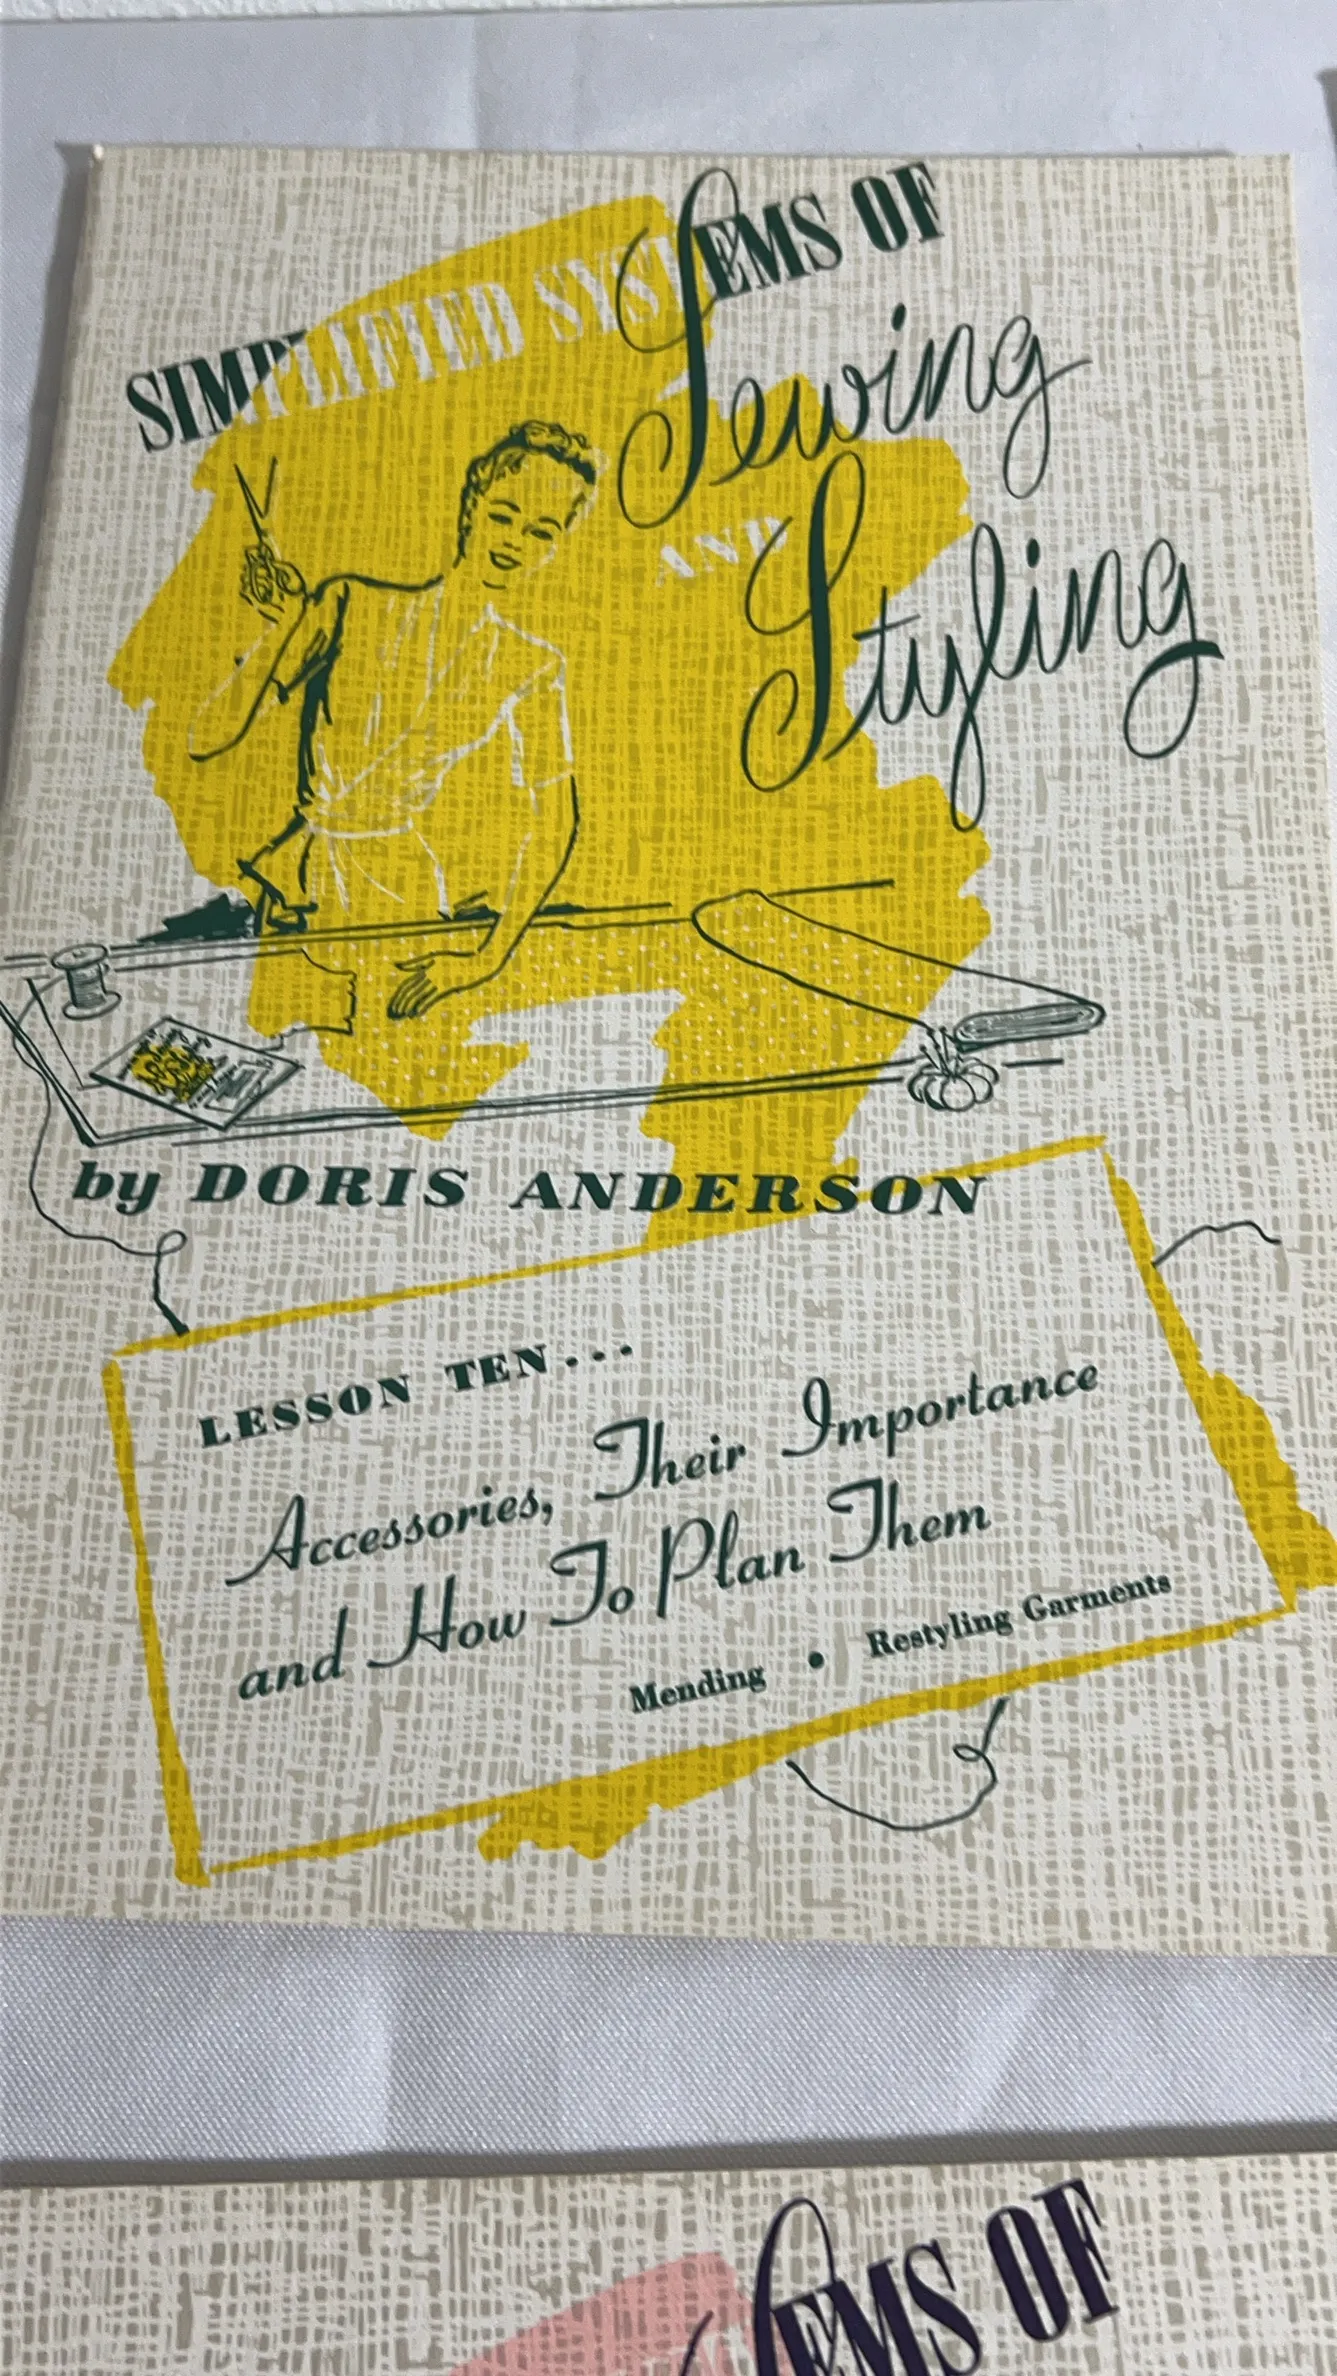 SIMPLIFIED SYSTEMS OF
Sewing
AND
Styling
by DORIS ANDERSON
LESSON TEN...
Accessories, Their Importance
and How To Plan Them
Mending • Restyling Garments
EMS OF